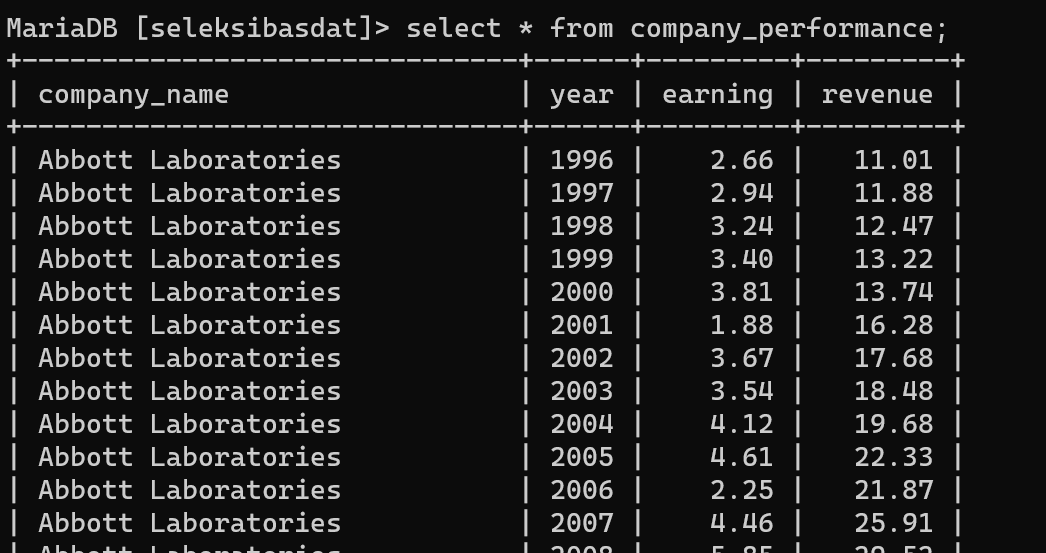 MariaDB [seleksibasdat]> select * from company_performance;
+-------------------------------+------+---------+---------+
| company_name                  | year | earning | revenue |
+-------------------------------+------+---------+---------+
| Abbott Laboratories           | 1996 |    2.66 |   11.01 |
| Abbott Laboratories           | 1997 |    2.94 |   11.88 |
| Abbott Laboratories           | 1998 |    3.24 |   12.47 |
| Abbott Laboratories           | 1999 |    3.40 |   13.22 |
| Abbott Laboratories           | 2000 |    3.81 |   13.74 |
| Abbott Laboratories           | 2001 |    1.88 |   16.28 |
| Abbott Laboratories           | 2002 |    3.67 |   17.68 |
| Abbott Laboratories           | 2003 |    3.54 |   18.48 |
| Abbott Laboratories           | 2004 |    4.12 |   19.68 |
| Abbott Laboratories           | 2005 |    4.61 |   22.33 |
| Abbott Laboratories           | 2006 |    2.25 |   21.87 |
| Abbott Laboratories           | 2007 |    4.46 |   25.91 |
| Abbott Laboratories           | 2008 |